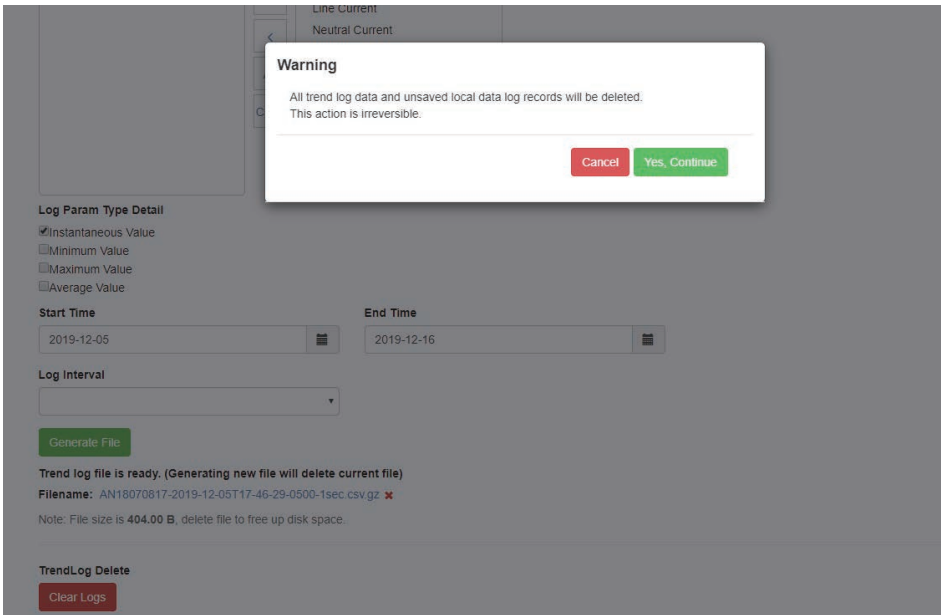 Line Current
Neutral Current
<
C
Warning
All trend log data and unsaved local data log records will be deleted.
This action is irreversible.
Cancel
Yes, Continue
Log Param Type Detail
Instantaneous Value
Minimum Value
Maximum Value
Average Value
Start Time
End Time
2019-12-05
2019-12-16
Log Interval
Generate File
Trend log file is ready. (Generating new file will delete current file)
Filename: AN18070817-2019-12-05T17-46-29-0500-1sec.csv.gz
Note: File size is 404.00 B, delete file to free up disk space.
TrendLog Delete
Clear Logs